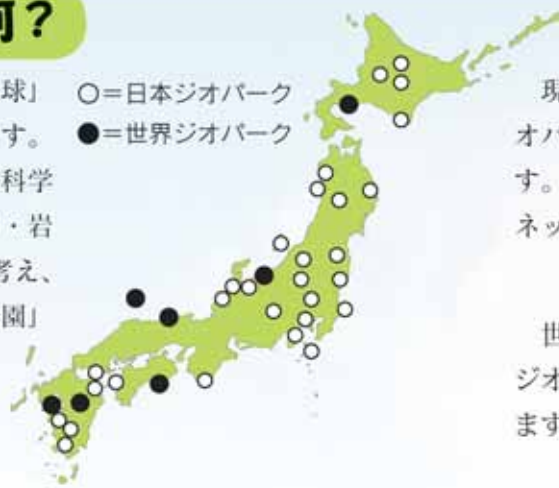 何?
球」
す。
科学
・岩
考え、
園」
○=日本ジオパーク
●=世界ジオパーク
現
オパ
す。
ネッ
世
ジオ
ます